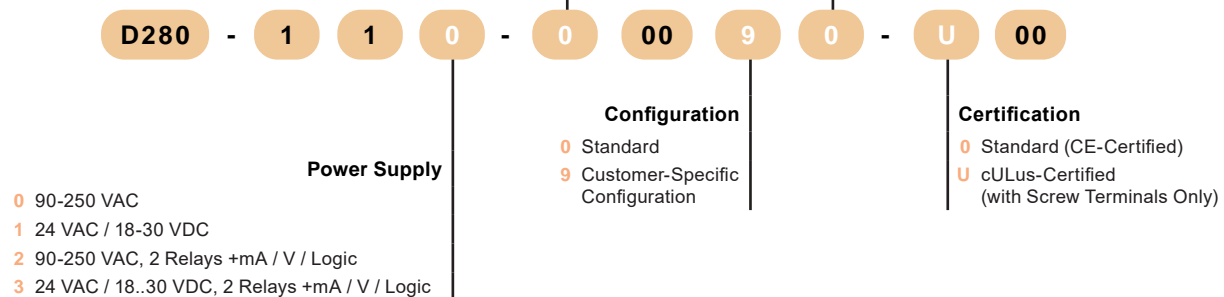 D280 - 1 1 0 - 0 00 9 0 - U 00
Configuration
0 Standard
9 Customer-Specific
Configuration
Certification
0 Standard (CE-Certified)
U cULus-Certified
(with Screw Terminals Only)
Power Supply
0 90-250 VAC
1 24 VAC / 18-30 VDC
2 90-250 VAC, 2 Relays +mA / V / Logic
3 24 VAC / 18..30 VDC, 2 Relays +mA / V / Logic